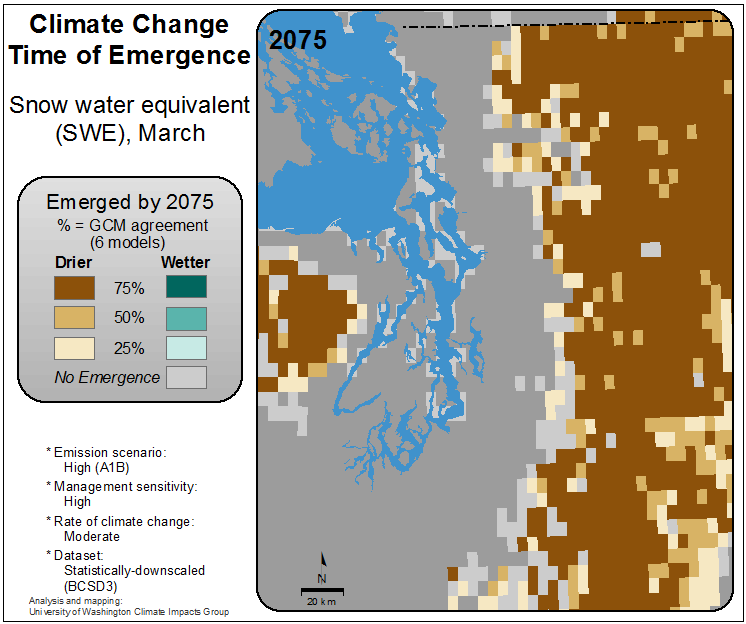 Climate Change
Time of Emergence
Snow water equivalent
(SWE), March
Emerged by 2075
% = GCM agreement
(6 models)
Drier Wetter
75%
50%
25%
No Emergence
* Emission scenario:
High (A1B)
* Management sensitivity:
High
* Rate of climate change:
Moderate
* Dataset:
Statistically-downscaled
(BCSD3)
Analysis and mapping:
University of Washington Climate Impacts Group
2075
N
20 km